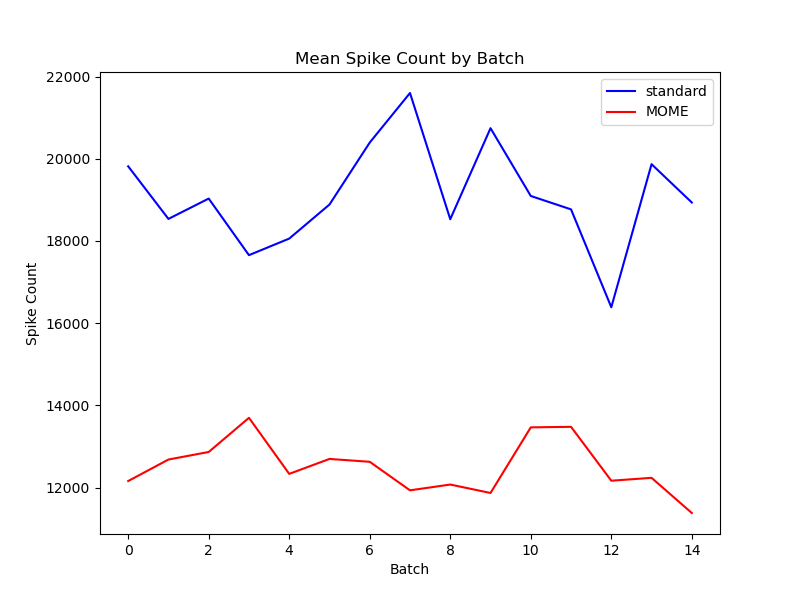 Mean Spike Count by Batch
standard
MOME
22000
20000
18000
16000
14000
12000
Spike Count
0 2 4 6 8 10 12 14
Batch